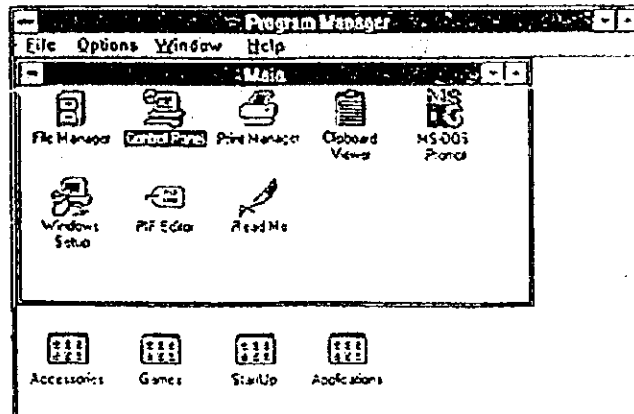 Program Manager
File Options Window Help
Main
File Manager Control Panel Print Manager Clipboard Viewer MS-DOS Prompt
Windows Setup PIF Editor Read Me
Accessories Games StartUp Applications